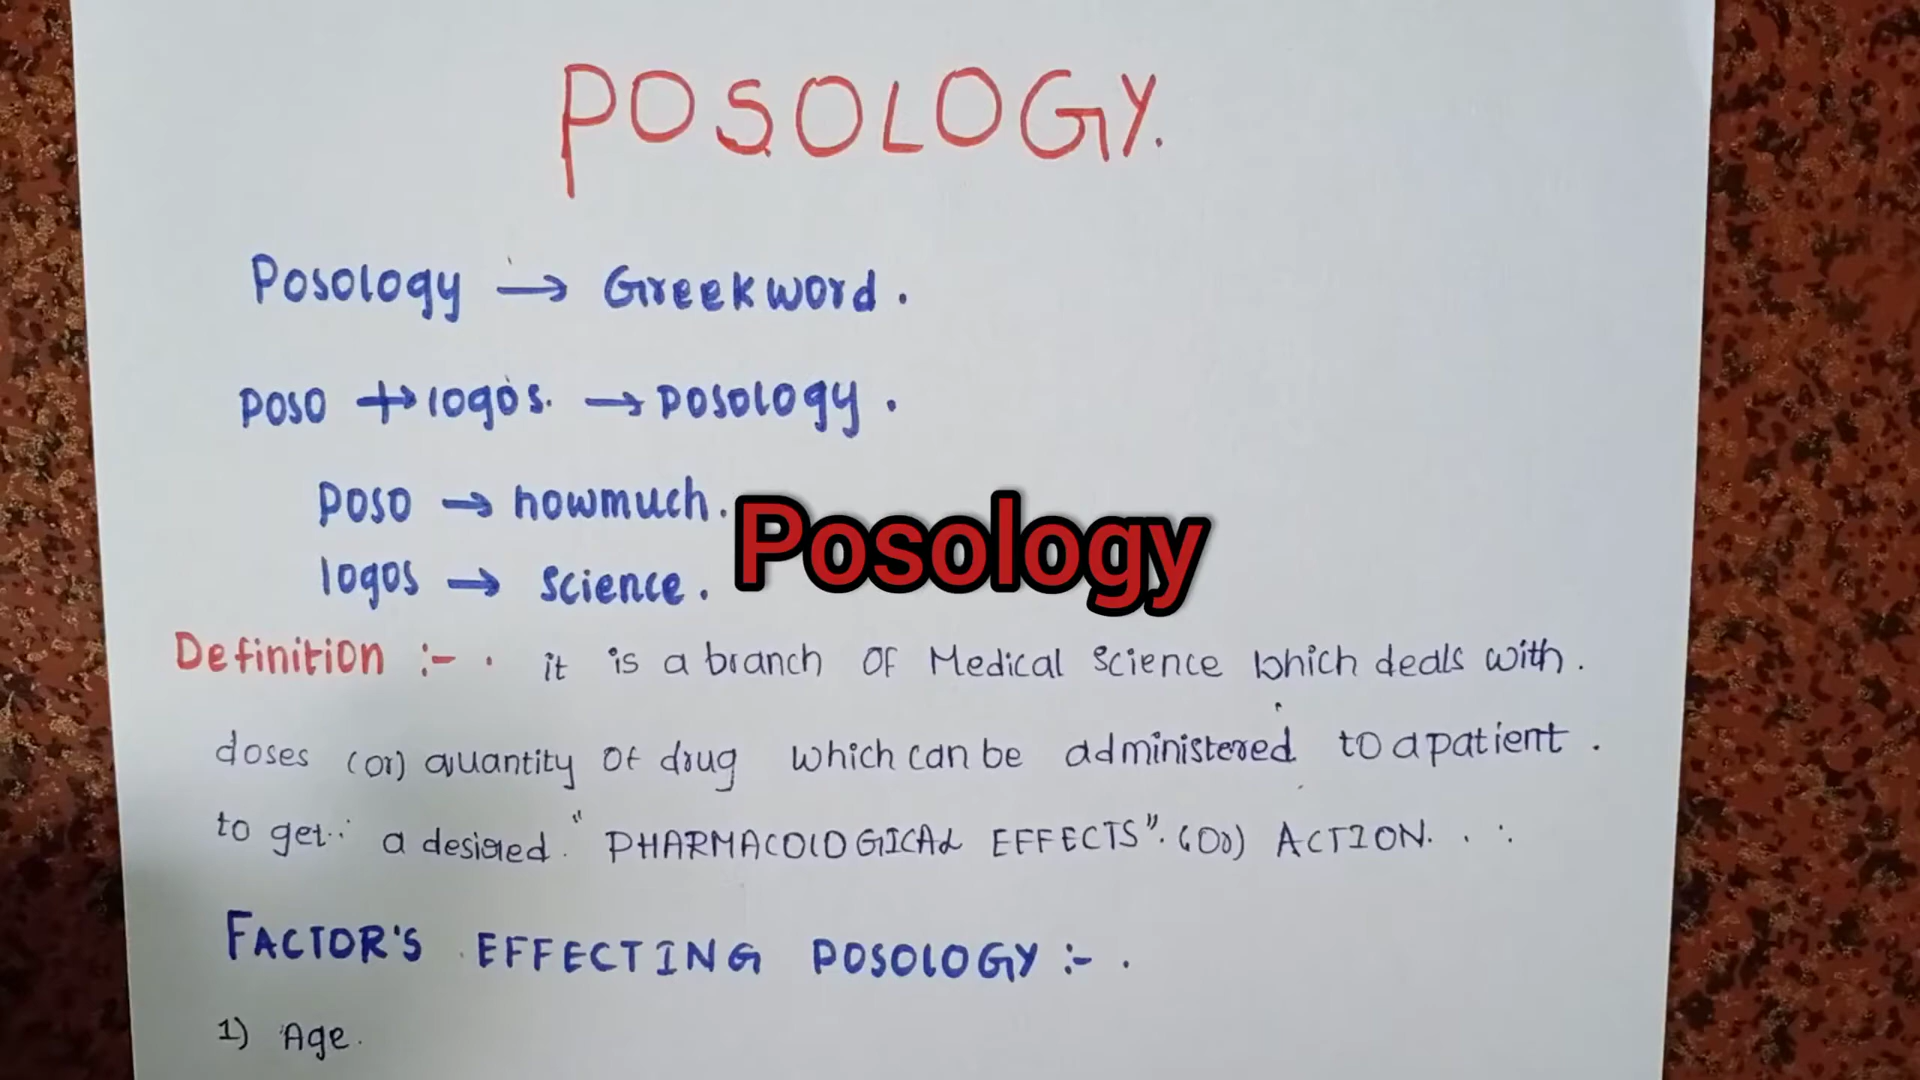 POSOLOGY.
Posology → Greek word.
poso + → logos. → posology.
poso → howmuch.
logos → science.
Posology
Definition :- . it is a branch OF Medical science which deals with.
doses (or) quantity of drug which can be administered to a patient.
to get a desired "PHARMACOLOGICAL EFFECTS". (Or) ACTION.
FACTOR'S EFFECTING POSOLOGY :- .
1) Age.